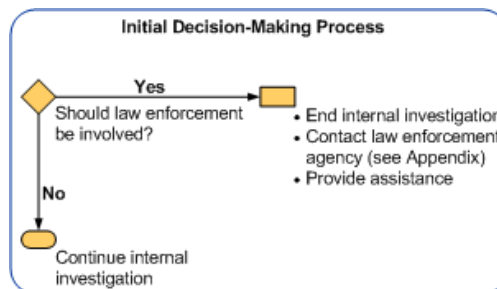 Initial Decision-Making Process
Yes
Should law enforcement
be involved?
• End internal investigation
• Contact law enforcement
agency (see Appendix)
• Provide assistance
No
Continue internal
investigation